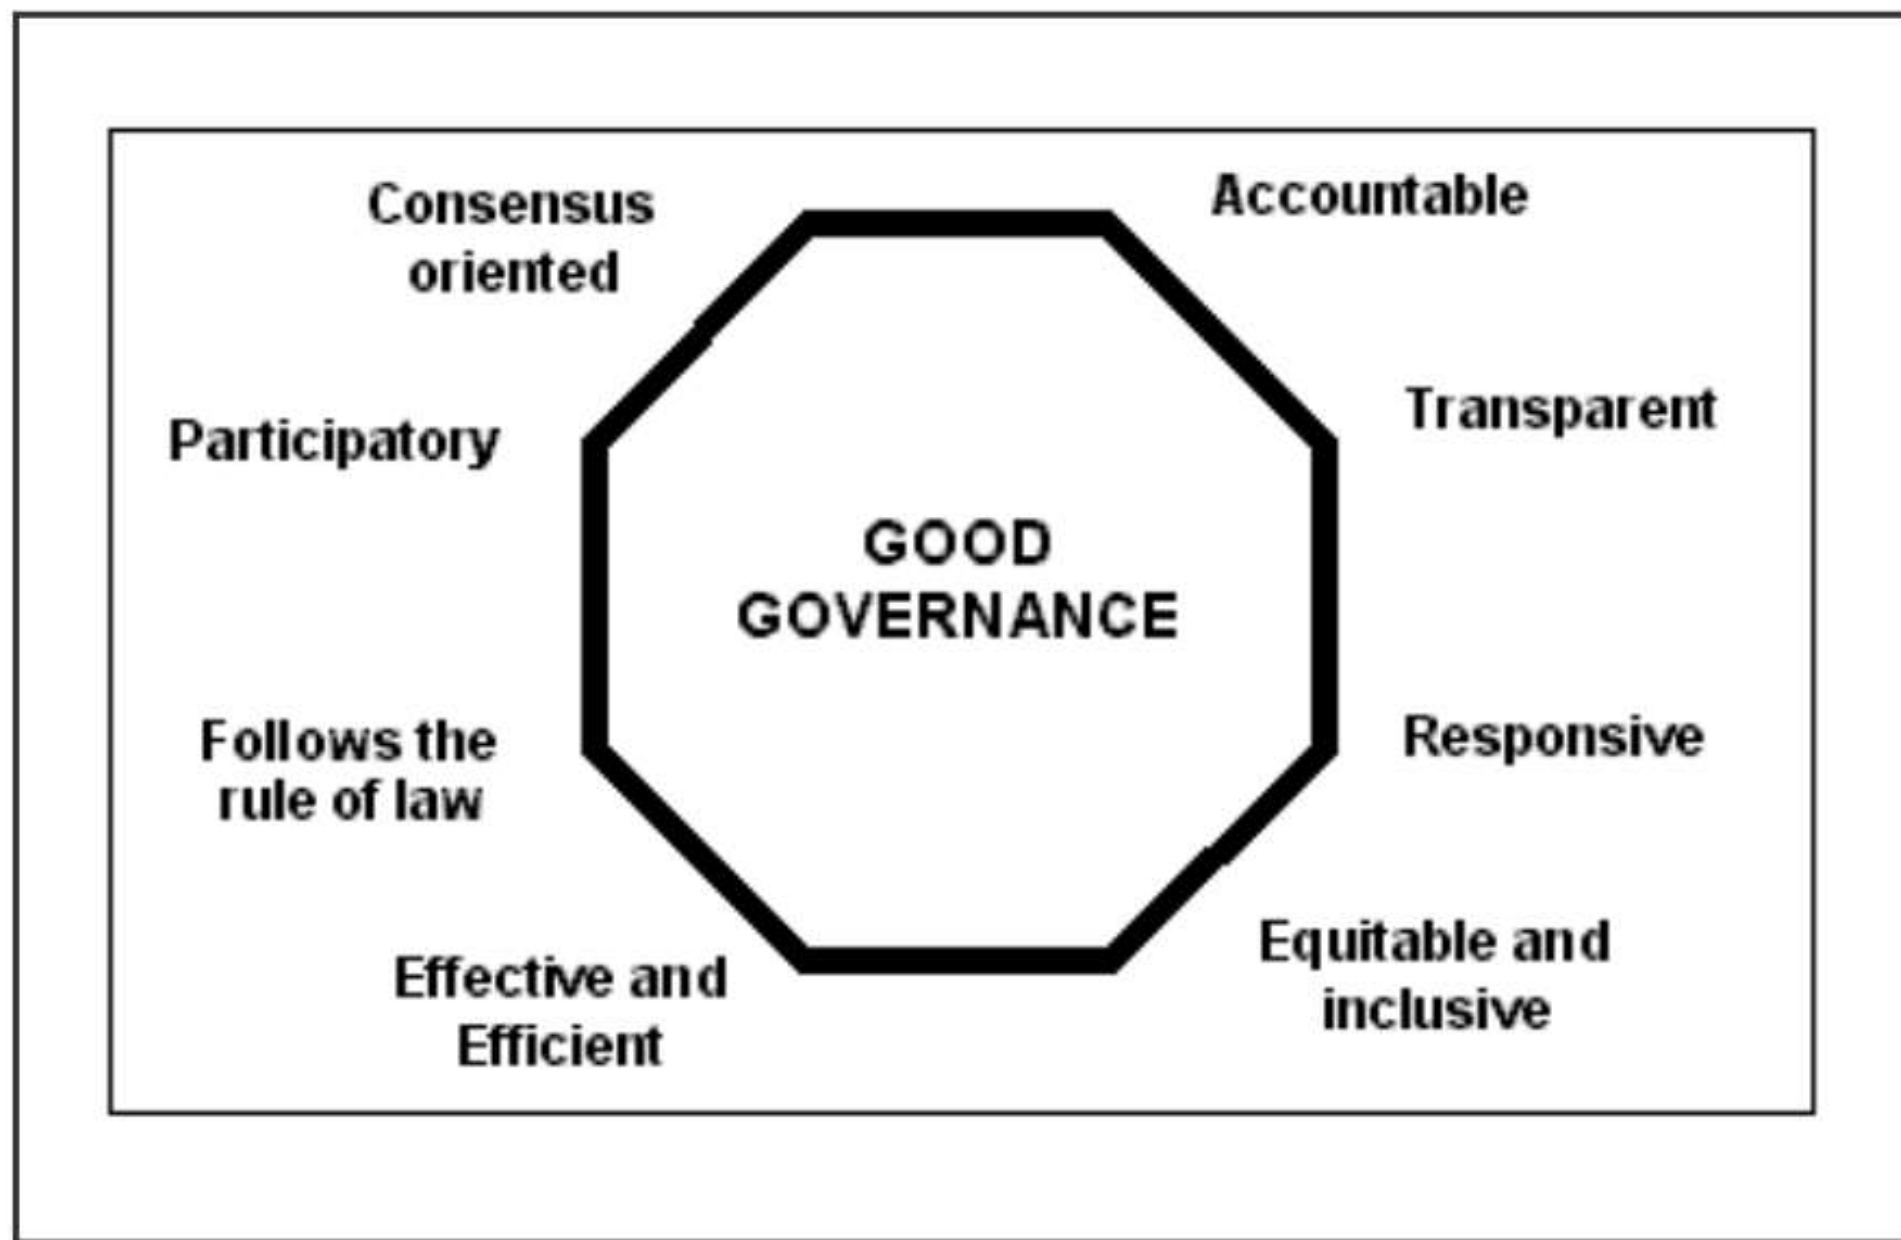 Consensus
oriented
Accountable
Participatory
Transparent
GOOD
GOVERNANCE
Follows the
rule of law
Responsive
Effective and
Efficient
Equitable and
inclusive